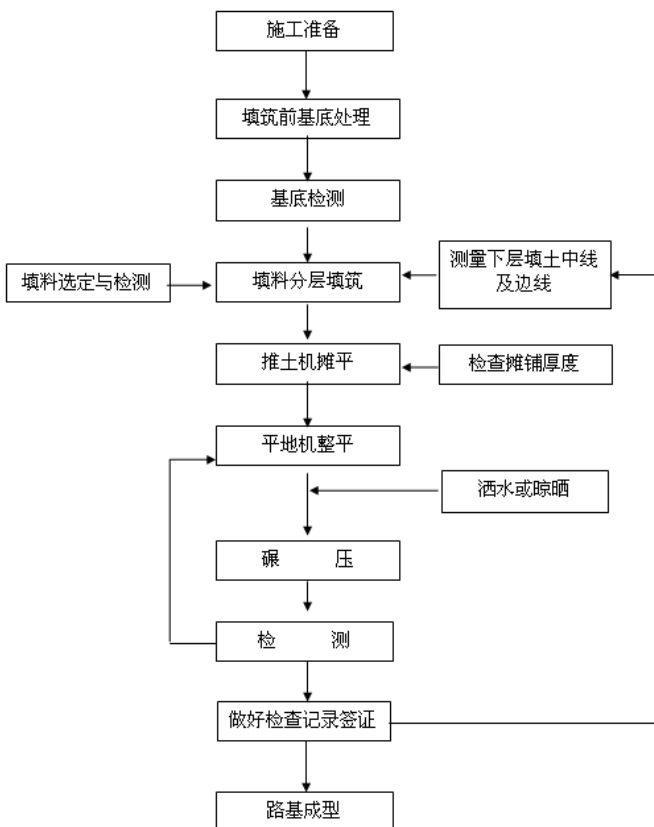 施工准备
填筑前基底处理
基底检测
填料选定与检测
填料分层填筑
测量下层填土中线
及边线
推土机摊平
检查摊铺厚度
平地机整平
洒水或晾晒
碾 压
检 测
做好检查记录签证
路基成型